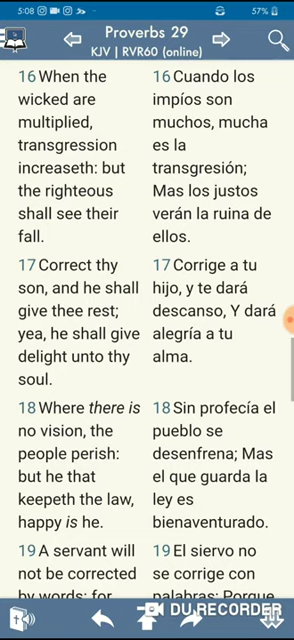 5:08
57%
Proverbs 29
KJV | RVR60 (online)
16 When the
wicked are
multiplied,
transgression
increaseth: but
the righteous
shall see their
fall.
17 Correct thy
son, and he shall
give thee rest;
yea, he shall give
delight unto thy
soul.
18 Where there is
no vision, the
people perish:
but he that
keepeth the law,
happy is he.
19 A servant will
not be corrected
by words: for
16 Cuando los
impíos son
muchos, mucha
es la
transgresión;
Mas los justos
verán la ruina de
ellos.
17 Corrige a tu
hijo, y te dará
descanso, Y dará
alegría a tu
alma.
18 Sin profecía el
pueblo se
desenfrena; Mas
el que guarda la
ley es
bienaventurado.
19 El siervo no
se corrige con
palabras: Porque
DU RECORDER